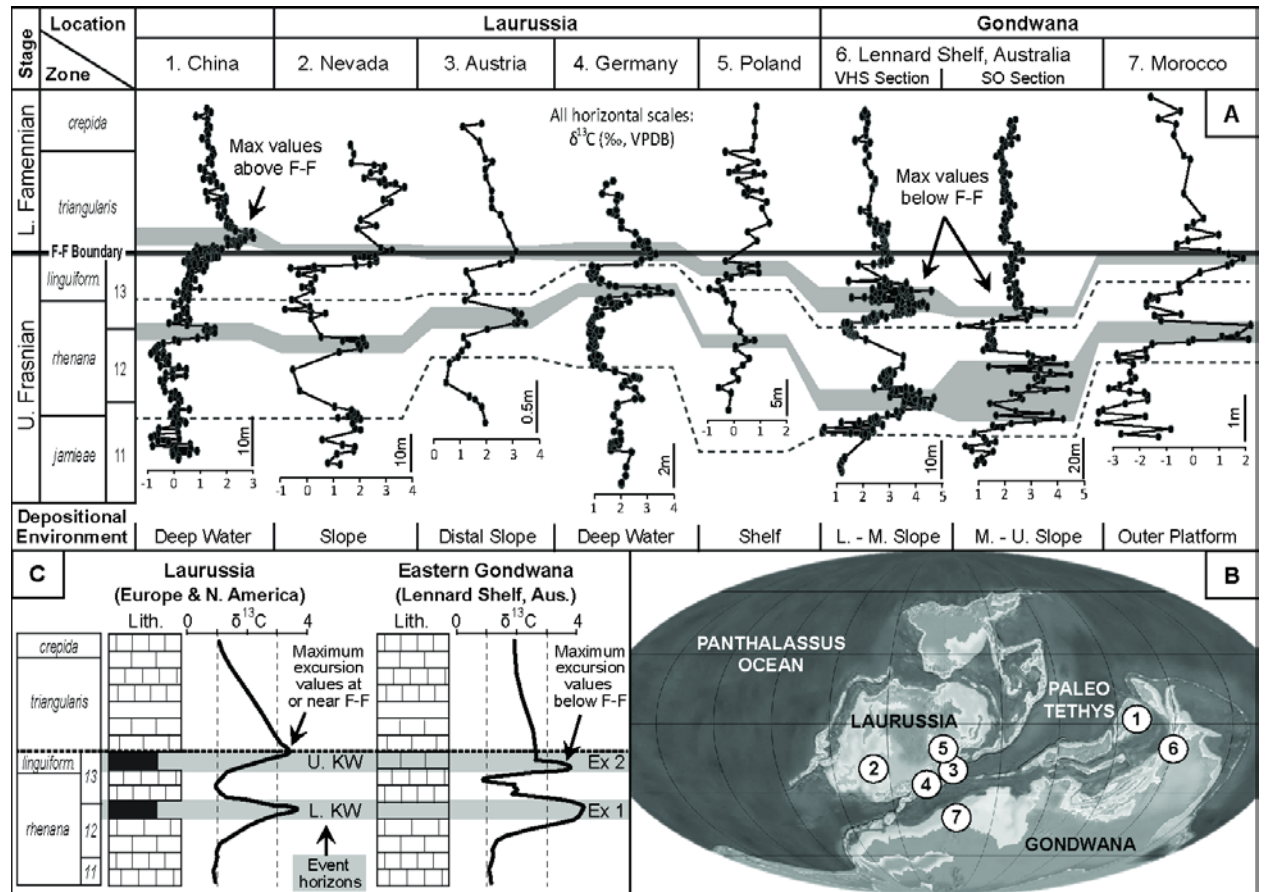 Stage
Location
Zone
Laurussia
Gondwana
1. China
2. Nevada
3. Austria
4. Germany
5. Poland
6. Lennard Shelf, Australia
VHS Section
SO Section
7. Morocco
A
L. Famennian
U. Frasnian
crepida
triangularis
F-F Boundary
linguiform.
13
rhenana
12
jamieae
11
Max values
above F-F
All horizontal scales:
δ13C (‰, VPDB)
Max values
below F-F
10m
-1 0 1 2 3
10m
0 1 2 3 4
0.5m
0 1 2 3 4
2m
0 1 2 3 4
5m
-1 0 1 2
10m
1 2 3 4 5
20m
1 2 3 4 5
1m
-3 -2 -1 0 1 2
Depositional
Environment
Deep Water
Slope
Distal Slope
Deep Water
Shelf
L. - M. Slope
M. - U. Slope
Outer Platform
C
Laurussia
(Europe & N. America)
Lith.
δ13C
0 2 4
Eastern Gondwana
(Lennard Shelf, Aus.)
Lith.
δ13C
0 2 4
crepida
triangularis
linguiform.
13
rhenana
12
11
Maximum
excursion
values at
or near F-F
U. KW
L. KW
Event
horizons
Maximum
excursion
values
below F-F
Ex 2
Ex 1
B
PANTHALASSUS
OCEAN
LAURUSSIA
PALEO
TETHYS
GONDWANA
1
2
3
4
5
6
7